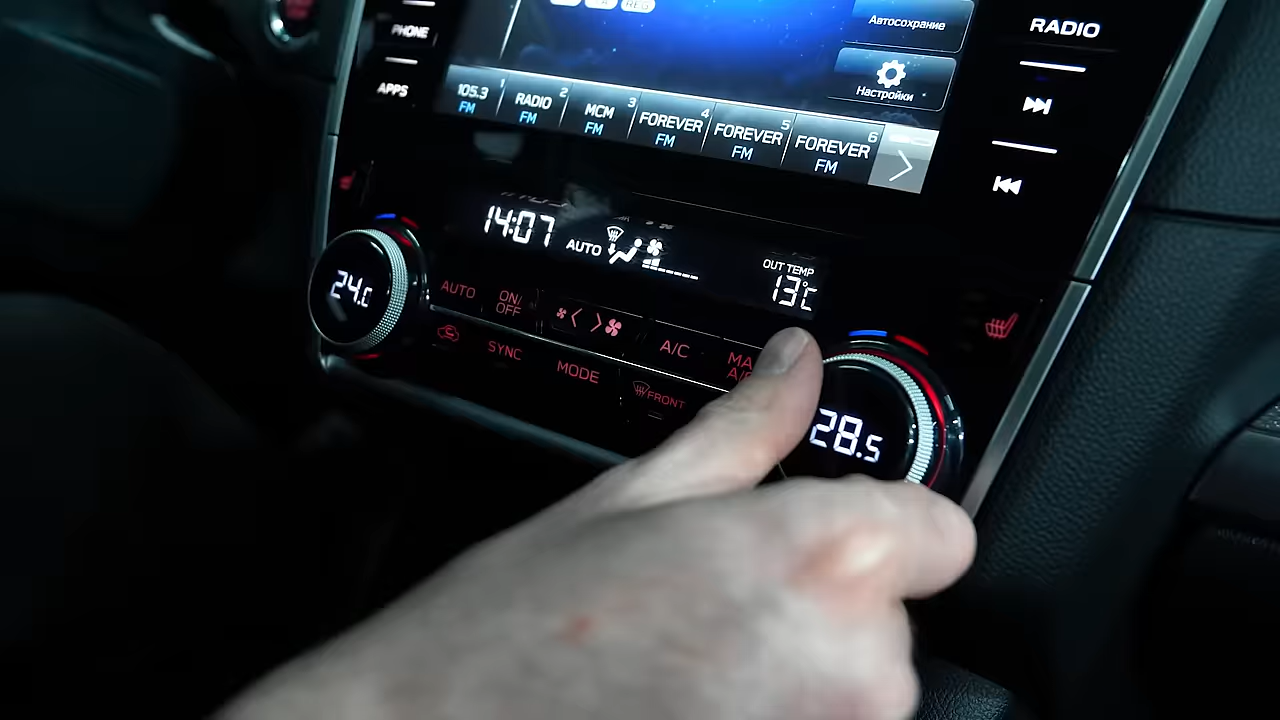 PHONE
APPS
REG
Автосохранение
Настройки
RADIO
105.3
FM
1
RADIO
FM
2
MCM
FM
3
FOREVER
FM
4
FOREVER
FM
5
FOREVER
FM
6
14:07
AUTO
OUT TEMP
13°C
24.0
AUTO
ON/
OFF
A/C
SYNC
MODE
FRONT
28.5